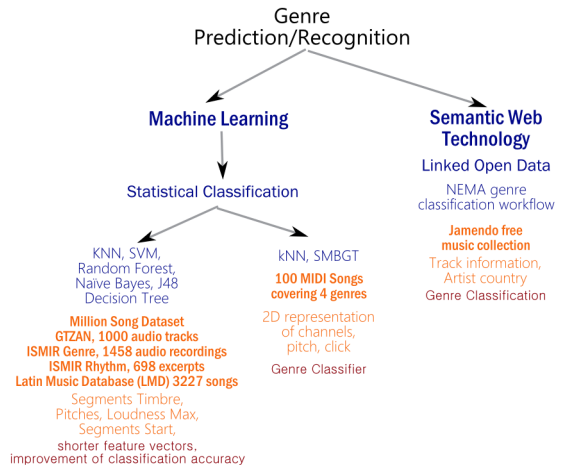 Genre
Prediction/Recognition
Machine Learning
Statistical Classification
KNN, SVM,
Random Forest,
Naïve Bayes, J48
Decision Tree
Million Song Dataset
GTZAN, 1000 audio tracks
ISMIR Genre, 1458 audio recordings
ISMIR Rhythm, 698 excerpts
Latin Music Database (LMD) 3227 songs
Segments Timbre,
Pitches, Loudness Max,
Segments Start,
shorter feature vectors,
improvement of classification accuracy
kNN, SMBGT
100 MIDI Songs
covering 4 genres
2D representation
of channels,
pitch, click
Genre Classifier
Semantic Web
Technology
Linked Open Data
NEMA genre
classification workflow
Jamendo free
music collection
Track information,
Artist country
Genre Classification